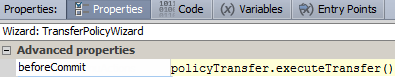 Properties: Properties Code (x) Variables Entry Points
Wizard: TransferPolicyWizard
Advanced properties
beforeCommit policyTransfer.executeTransfer()